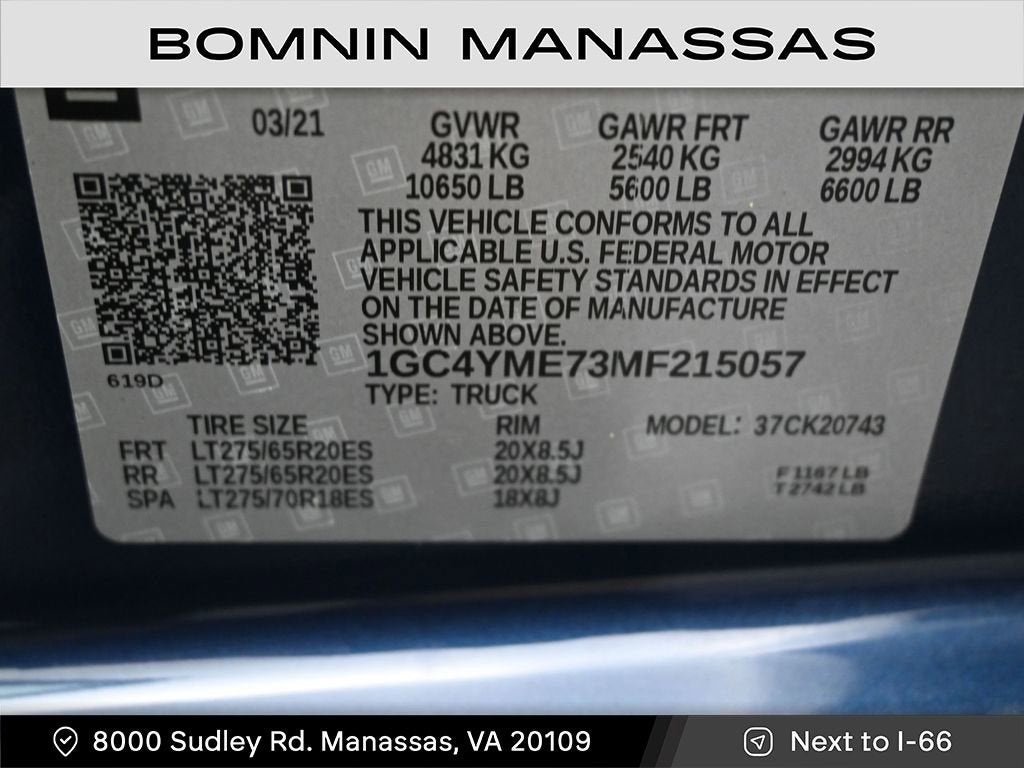 BOMNIN MANASSAS
03/21 GVWR GAWR FRT GAWR RR
4831 KG 2540 KG 2994 KG
10650 LB 5600 LB 6600 LB
THIS VEHICLE CONFORMS TO ALL
APPLICABLE U.S. FEDERAL MOTOR
VEHICLE SAFETY STANDARDS IN EFFECT
ON THE DATE OF MANUFACTURE
SHOWN ABOVE.
1GC4YME73MF215057
619D
TYPE: TRUCK
TIRE SIZE RIM MODEL: 37CK20743
FRT LT275/65R20ES 20X8.5J
RR LT275/65R20ES 20X8.5J F 1167 LB
SPA LT275/70R18ES 18X8J T 2742 LB
8000 Sudley Rd. Manassas, VA 20109
Next to I-66